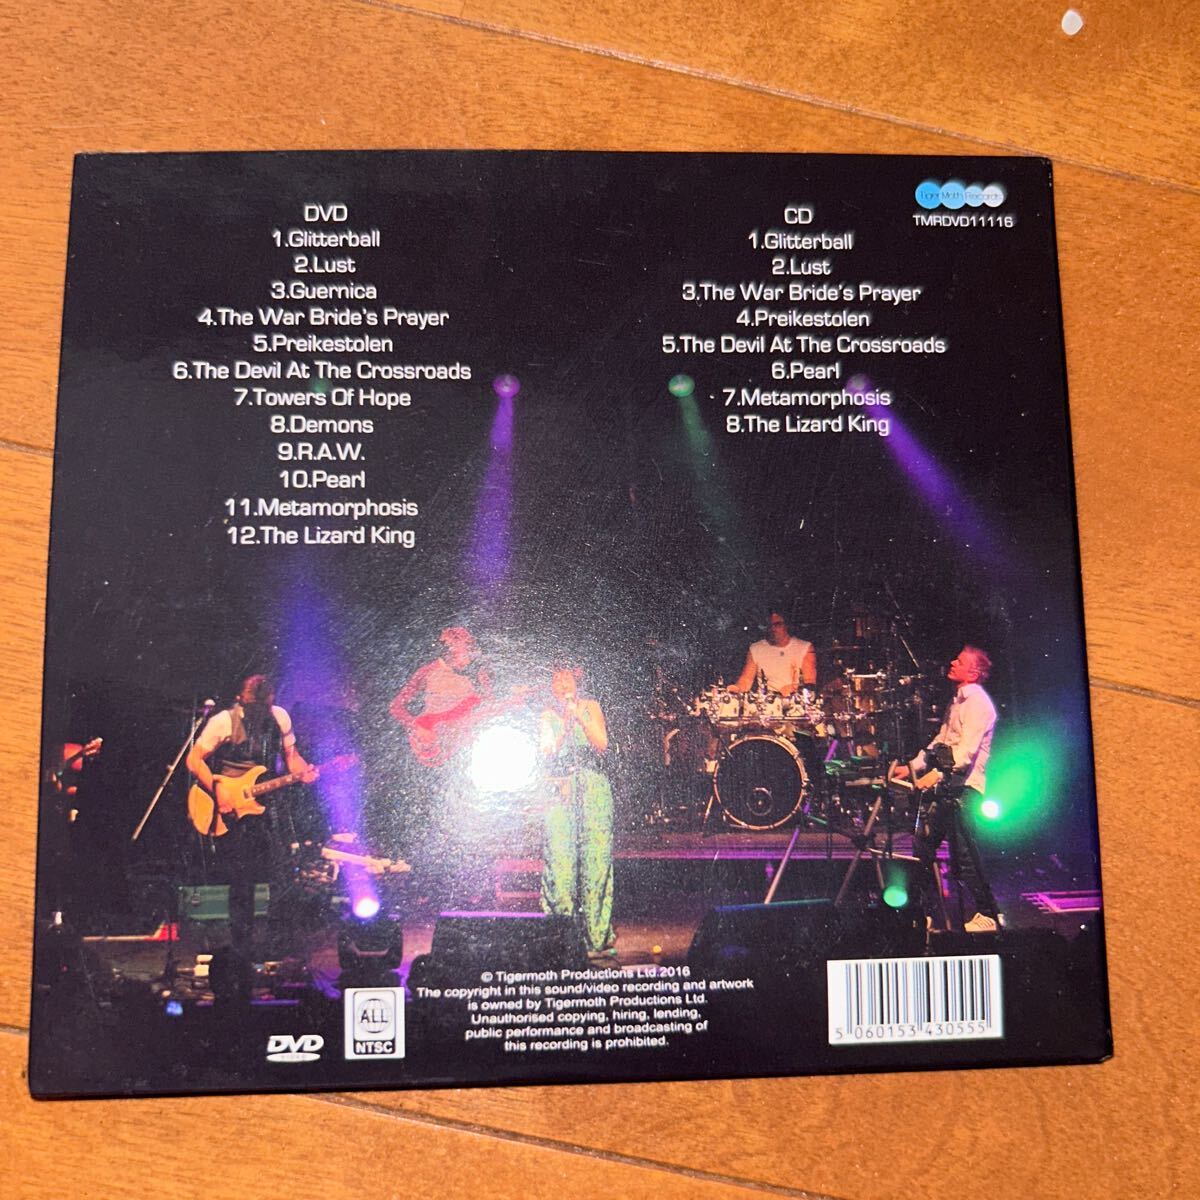 DVD
1.Glitterball
2.Lust
3.Guernica
4.The War Bride's Prayer
5.Preikestolen
6.The Devil At The Crossroads
7.Towers Of Hope
8.Demons
9.R.A.W.
10.Pearl
11.Metamorphosis
12.The Lizard King
CD
1.Glitterball
2.Lust
3.The War Bride's Prayer
4.Preikestolen
5.The Devil At The Crossroads
6.Pearl
7.Metamorphosis
8.The Lizard King
Tiger Moth Records
TMRDVD11116
© Tigermoth Productions Ltd.2016
The copyright in this sound/video recording and artwork
is owned by Tigermoth Productions Ltd.
Unauthorised copying, hiring, lending,
public performance and broadcasting of
this recording is prohibited.
DVD
ALL
NTSC
5 060153 430555